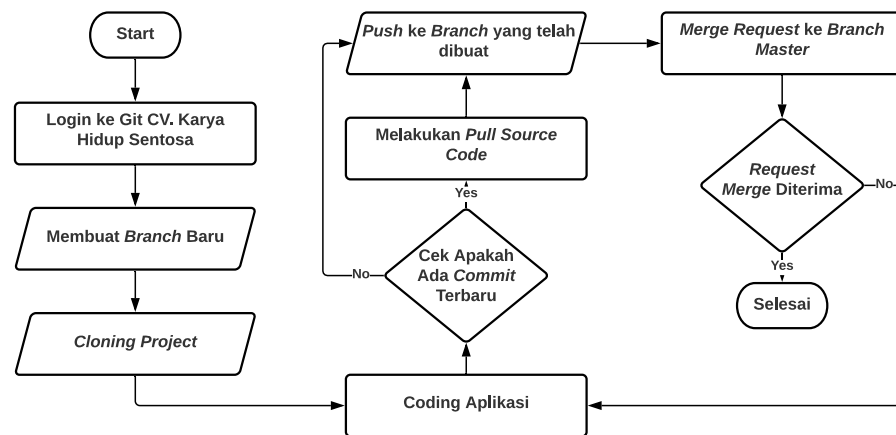 Start
Login ke Git CV. Karya
Hidup Sentosa
Membuat Branch Baru
Cloning Project
Coding Aplikasi
Cek Apakah
Ada Commit
Terbaru
No
Yes
Melakukan Pull Source
Code
Push ke Branch yang telah
dibuat
Merge Request ke Branch
Master
Request
Merge Diterima
No
Yes
Selesai